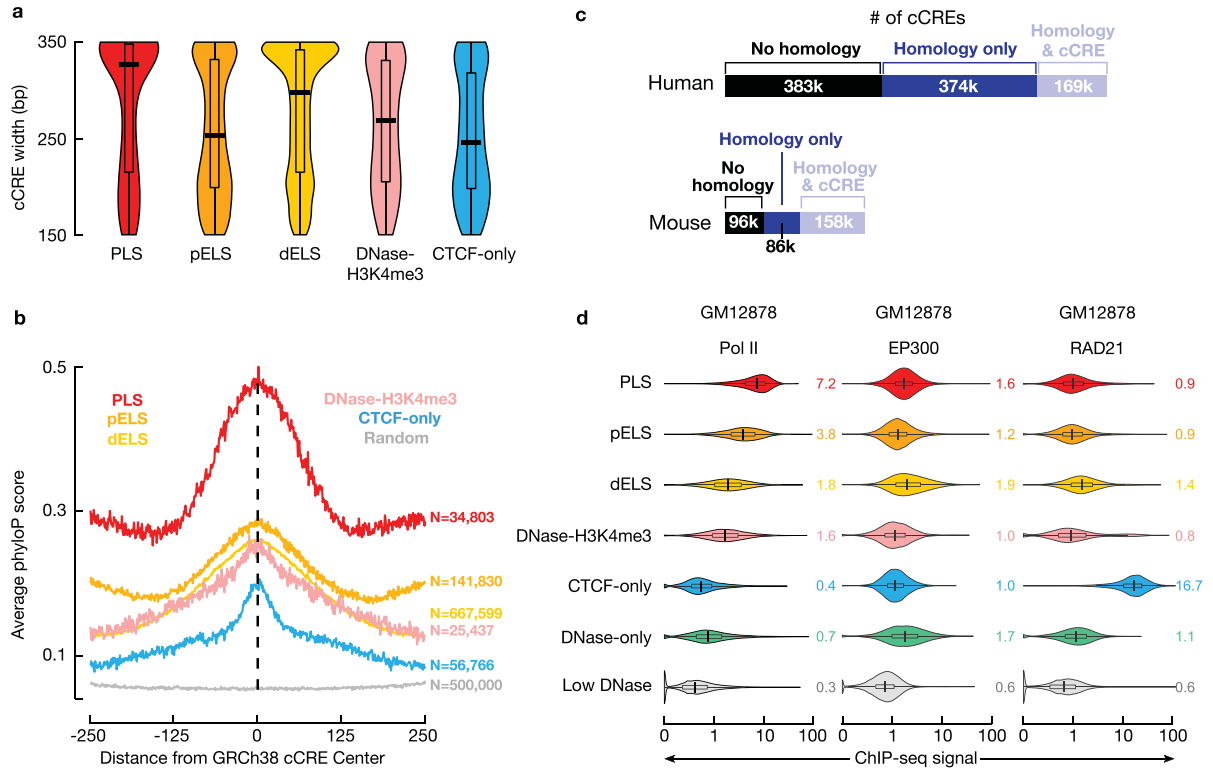 a
cCRE width (bp)
350
250
150
PLS
pELS
dELS
DNase-
H3K4me3
CTCF-only
b
Average phyloP score
0.5
0.3
0.1
PLS
pELS
dELS
DNase-H3K4me3
CTCF-only
Random
N=34,803
N=141,830
N=667,599
N=25,437
N=56,766
N=500,000
-250
-125
0
125
250
Distance from GRCh38 cCRE Center
c
# of cCREs
No homology
Homology only
Homology
& cCRE
Human
383k
374k
169k
Homology only
No
homology
Homology
& cCRE
Mouse
96k
158k
86k
d
GM12878
GM12878
GM12878
Pol II
EP300
RAD21
PLS
7.2
1.6
0.9
pELS
3.8
1.2
0.9
dELS
1.8
1.9
1.4
DNase-H3K4me3
1.6
1.0
0.8
CTCF-only
0.4
1.0
16.7
DNase-only
0.7
1.7
1.1
Low DNase
0.3
0.6
0.6
0 1 10 100
0 1 10 100
0 1 10 100
ChIP-seq signal